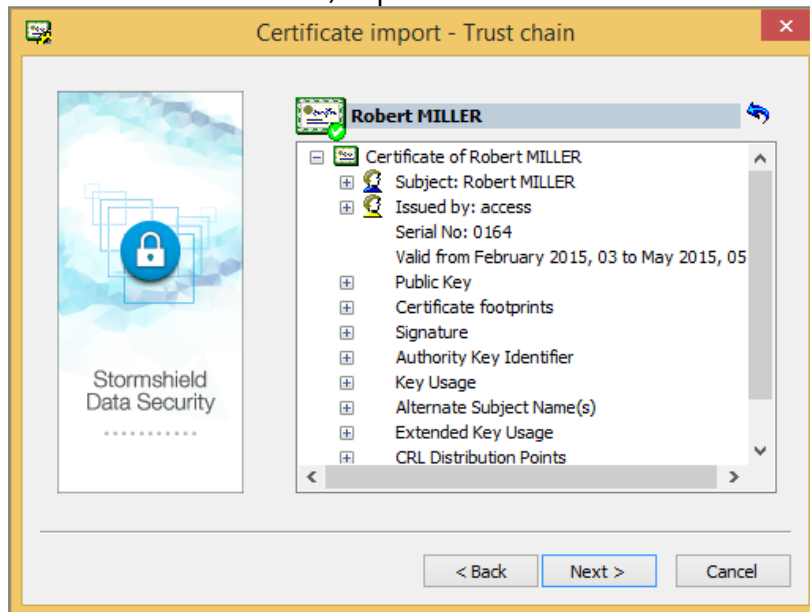 Certificate import - Trust chain
Robert MILLER
Certificate of Robert MILLER
Subject: Robert MILLER
Issued by: access
Serial No: 0164
Valid from February 2015, 03 to May 2015, 05
Public Key
Certificate footprints
Signature
Authority Key Identifier
Key Usage
Alternate Subject Name(s)
Extended Key Usage
CRL Distribution Points
Stormshield
Data Security
< Back Next > Cancel